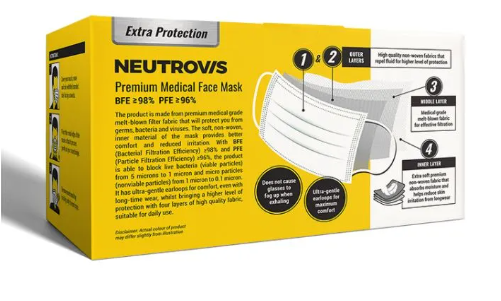 Extra Protection
NEUTROVIS
Premium Medical Face Mask
BFE ≥98% PFE ≥96%
The product is made from premium medical
melt-blown filter fabric that will protect you from
germs, bacteria and viruses. The soft, non-woven,
inner material of the mask provides better
comfort and reduced irritation. With BFE
(Bacterial Filtration Efficiency) ≥98% and PFE
(Particle Filtration Efficiency) ≥96%, the product
is able to block live bacteria (viable particles)
from 5 microns to 1 micron and micro particles
(nonviable particles) from 1 micron to 0.1 micron.
It has ultra-gentle earloops for comfort, even with
long-time wear, whilst bringing a higher level of
protection with four layers of high quality fabric,
suitable for daily use.
Disclaimer: Actual colour of product
may differ slightly from illustration
1 & 2
OUTER
LAYERS
High quality non-woven fabrics that
repel fluid for higher level of protection
3
MIDDLE LAYER
Medical-grade
melt-blown fabric
for effective filtration
4
INNER LAYER
Extra soft premium
non-woven fabric that
absorbs moisture and
helps reduce skin
irritation from longwear
Does not cause
glasses to
fog up when
exhaling
Ultra-gentle
earloops for
maximum
comfort